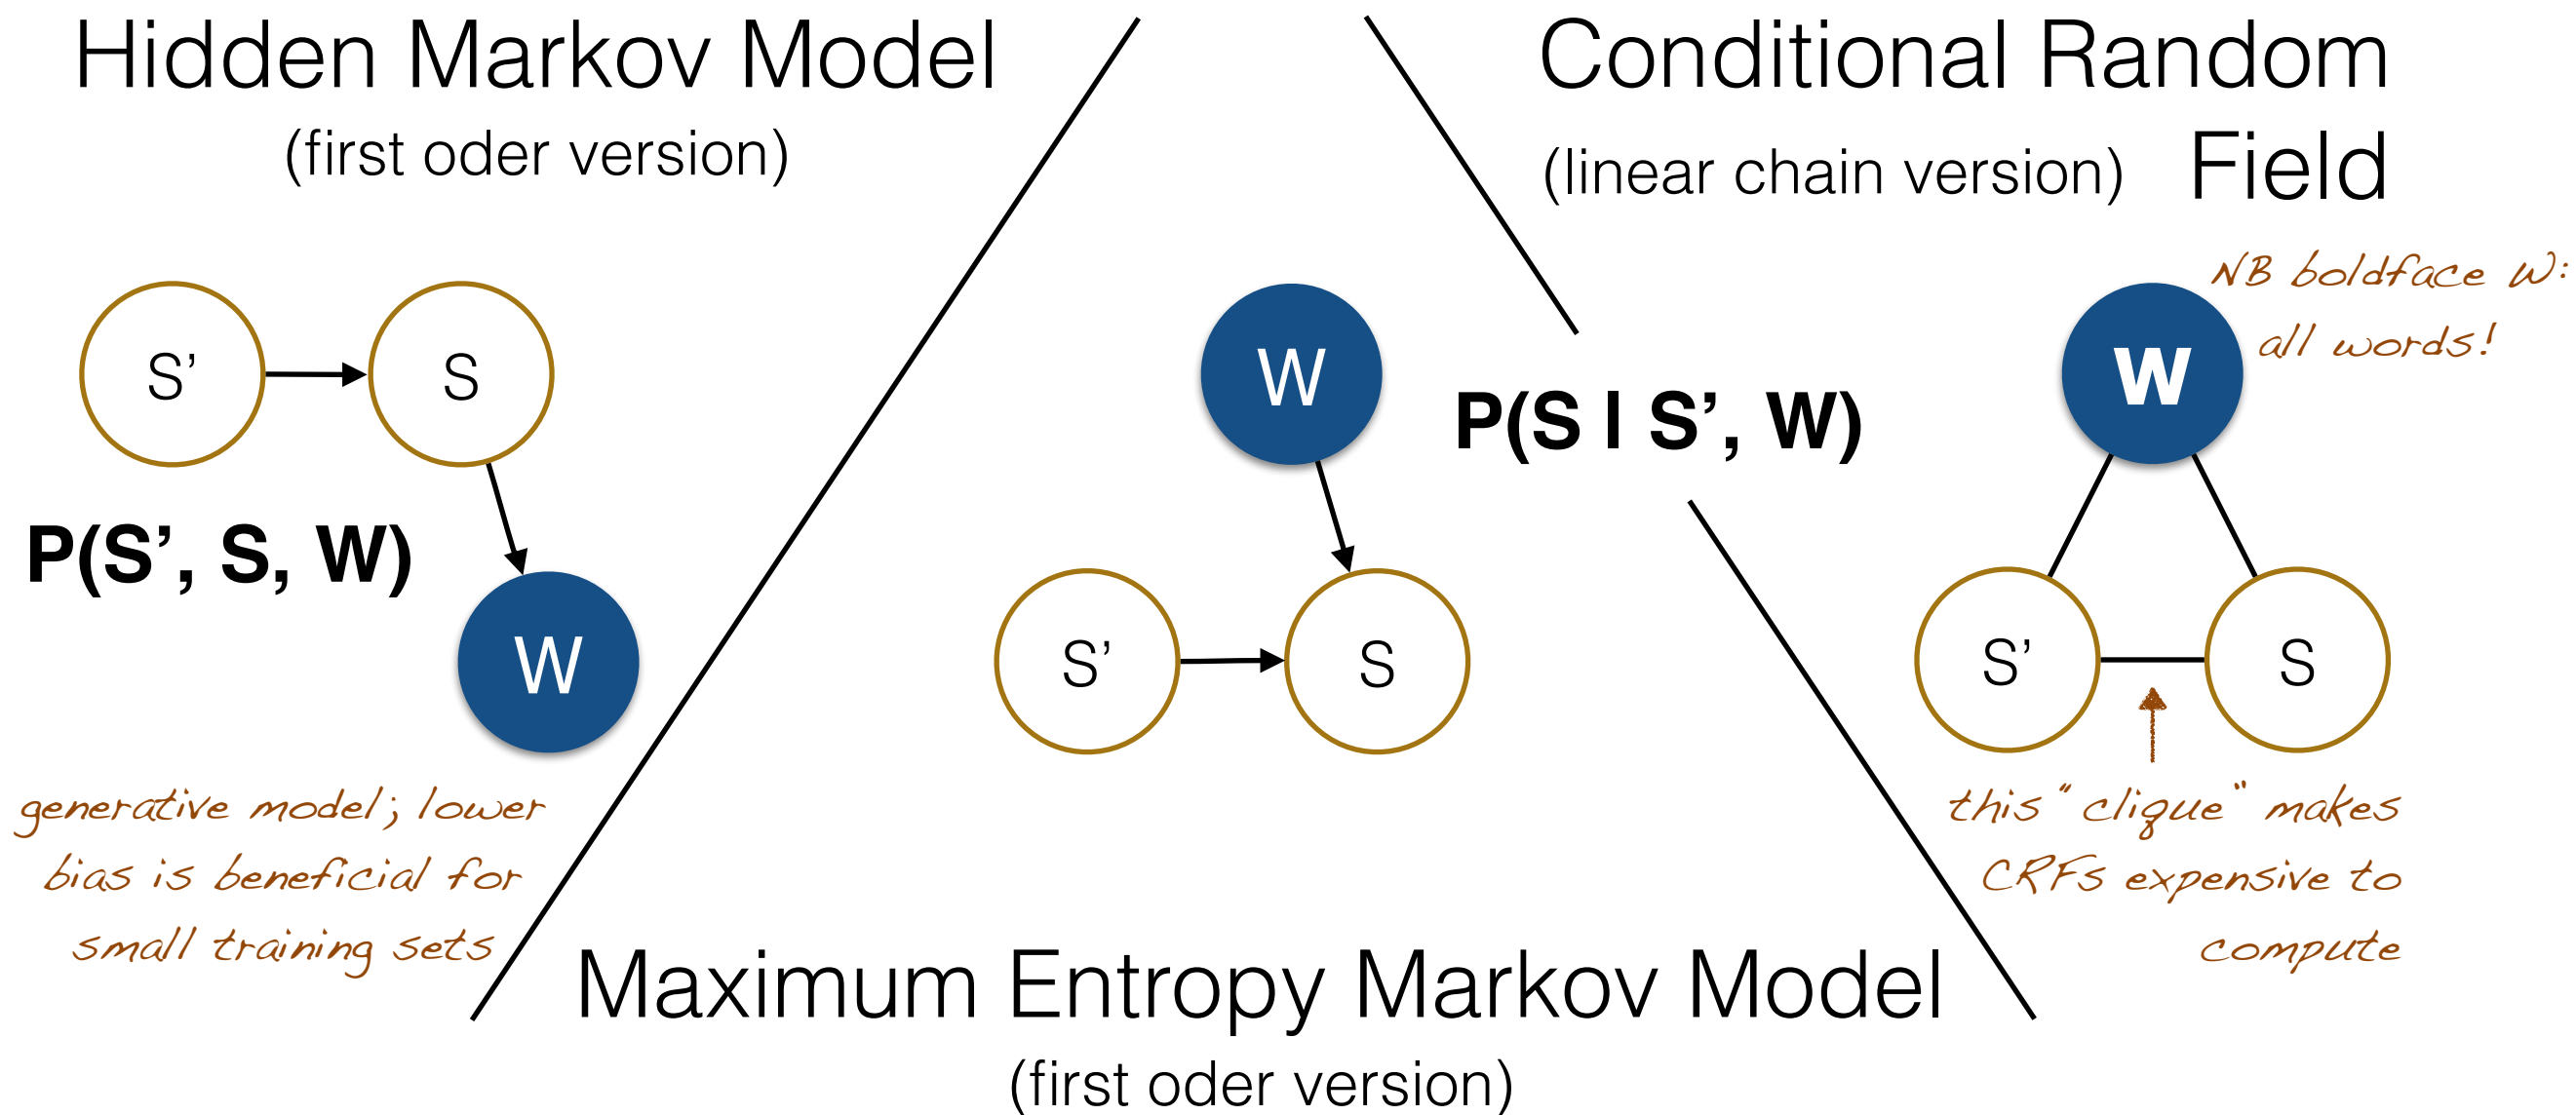 Hidden Markov Model
(first oder version)
S’
S
P(S’, S, W)
W
generative model; lower
bias is beneficial for
small training sets
W
P(S | S’, W)
S’
S
Maximum Entropy Markov Model
(first oder version)
Conditional Random
(linear chain version) Field
NB boldface W:
all words!
W
S’
S
this "clique" makes
CRFs expensive to
compute